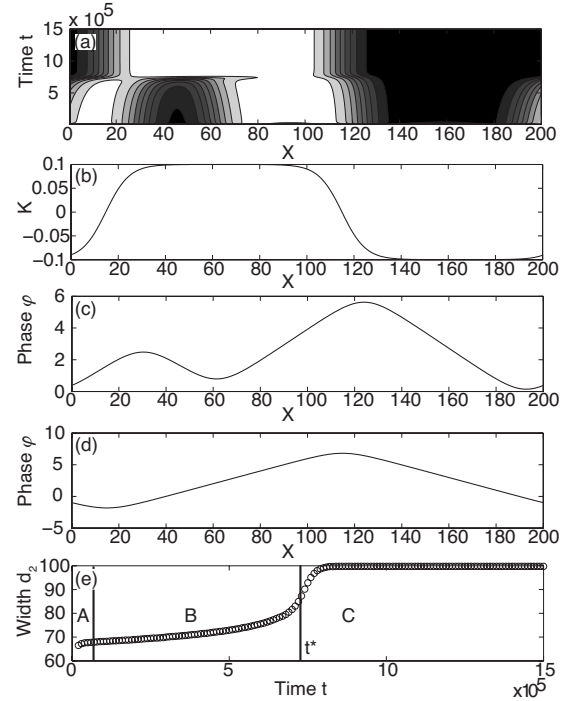 x 10⁵
15
(a)
10
5
Time t
0 20 40 60 80 100 120 140 160 180 200
X
0.1
(b)
0.05
0
−0.05
−0.1
K
0 20 40 60 80 100 120 140 160 180 200
X
6
(c)
4
2
0
Phase φ
0 20 40 60 80 100 120 140 160 180 200
X
10
(d)
5
0
−5
Phase φ
0 20 40 60 80 100 120 140 160 180 200
X
100
(e)
90
80
70
60
Width d₂
A B C
t*
0 5 10 15
Time t
x10⁵